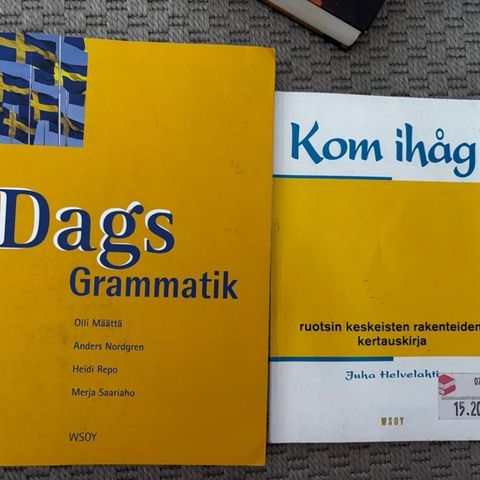 Dags
Grammatik
Olli Määttä
Anders Nordgren
Heidi Repo
Merja Saariaho
WSOY
Kom ihåg
ruotsin keskeisten rakenteiden
kertauskirja
Juha Helvelahti
WSOY
07
15.20